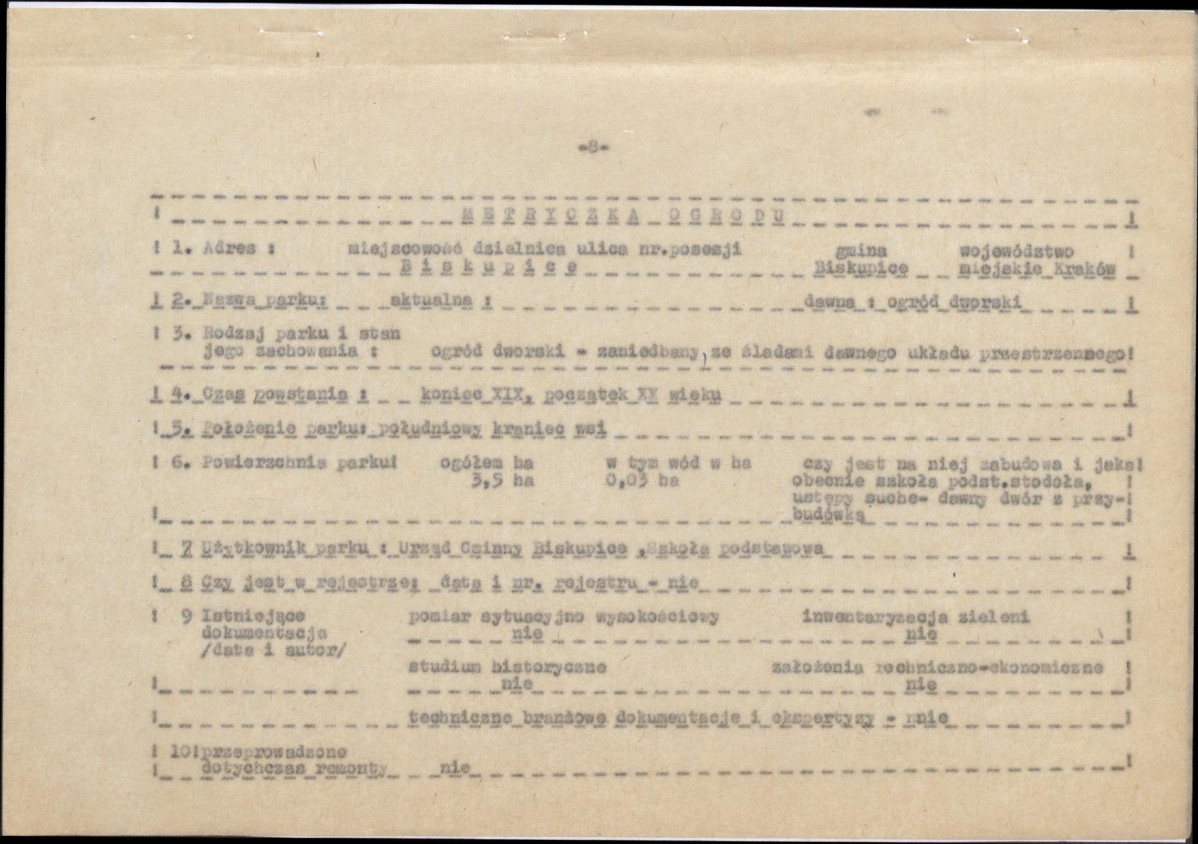 -8-
METRYCZKA OGRODU
1. Adres : miejscowość dzielnica ulica nr.posesji gmina województwo
Biskupice Biskupice miejskie Kraków
2. Nazwa parku: aktualna : dawna : ogród dworski
3. Rodzaj parku i stan
jego zachowania : ogród dworski - zaniedbany, ze śladami dawnego układu przestrzennego
4. Czas powstania : koniec XIX, początek XX wieku
5. Położenie parku: południowy kraniec wsi
6. Powierzchnia parku! ogółem ha w tym wód w ha czy jest na niej zabudowa i jaka
3,5 ha 0,03 ha obecnie szkoła podst.stodoła,
ustępy suche- dawny dwór z przy-
budówką
7 Użytkownik parku : Urząd Gminny Biskupice ,Szkoła podstawowa
8 Czy jest w rejestrze: data i nr. rejestru - nie
9 Istniejące pomiar sytuacyjno wysokościowy inwentaryzacja zieleni
dokumentacje nie nie
/data i autor/
studium historyczne założenia techniczno-ekonomiczne
nie nie
techniczne branżowe dokumentacje i ekspertyzy - nnie
10!przeprowadzone
dotychczas remonty nie